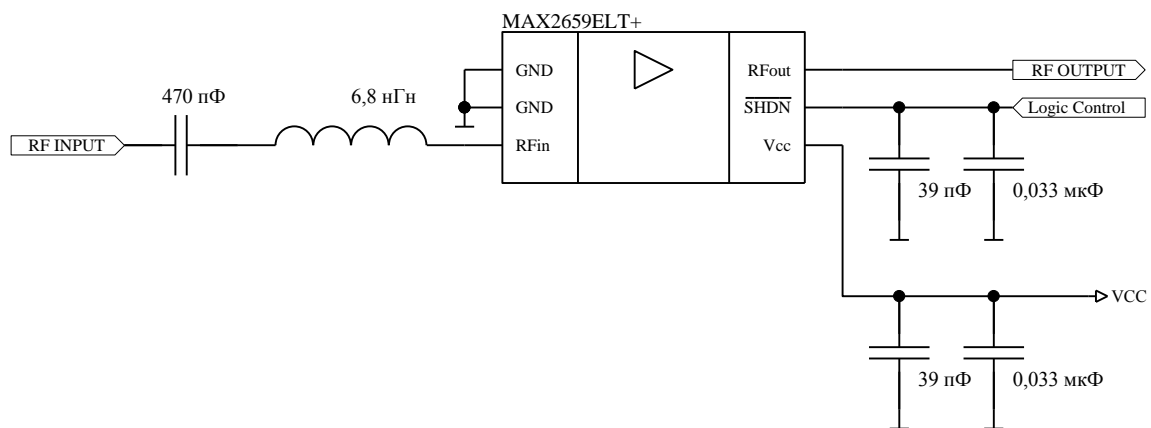 MAX2659ELT+
GND
RFout
RF OUTPUT
470 пФ
6,8 нГн
GND
SHDN
Logic Control
RF INPUT
RFin
Vcc
39 пФ
0,033 мкФ
VCC
39 пФ
0,033 мкФ